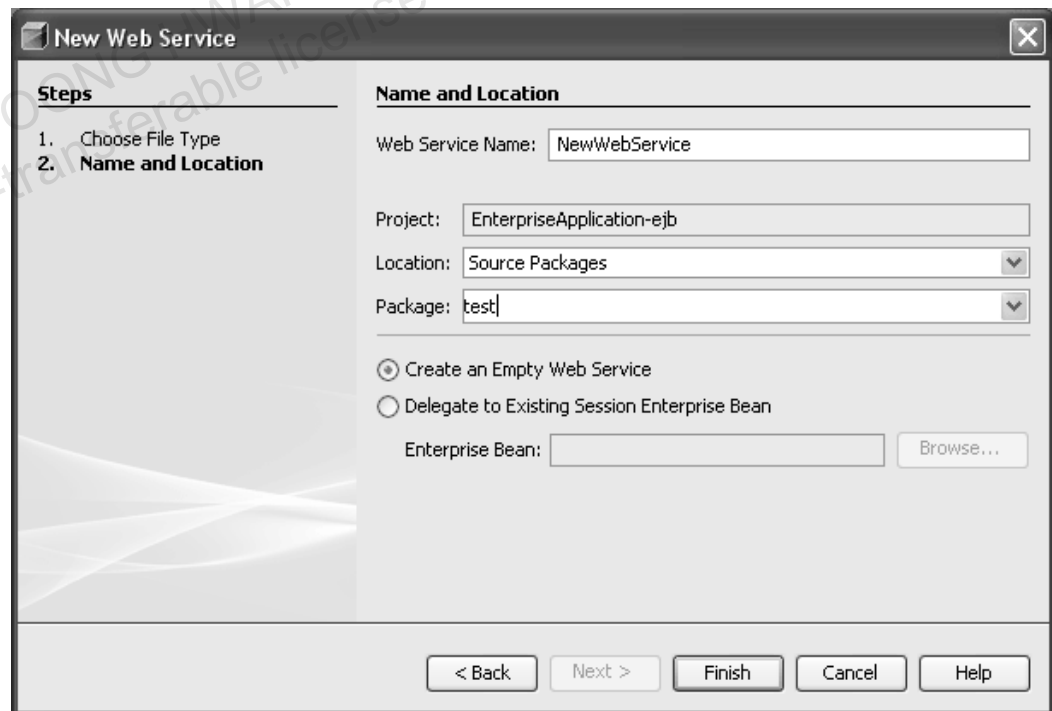 New Web Service
Steps
1. Choose File Type
2. Name and Location
Name and Location
Web Service Name: NewWebService
Project: EnterpriseApplication-ejb
Location: Source Packages
Package: test
Create an Empty Web Service
Delegate to Existing Session Enterprise Bean
Enterprise Bean: Browse...
< Back Next > Finish Cancel Help